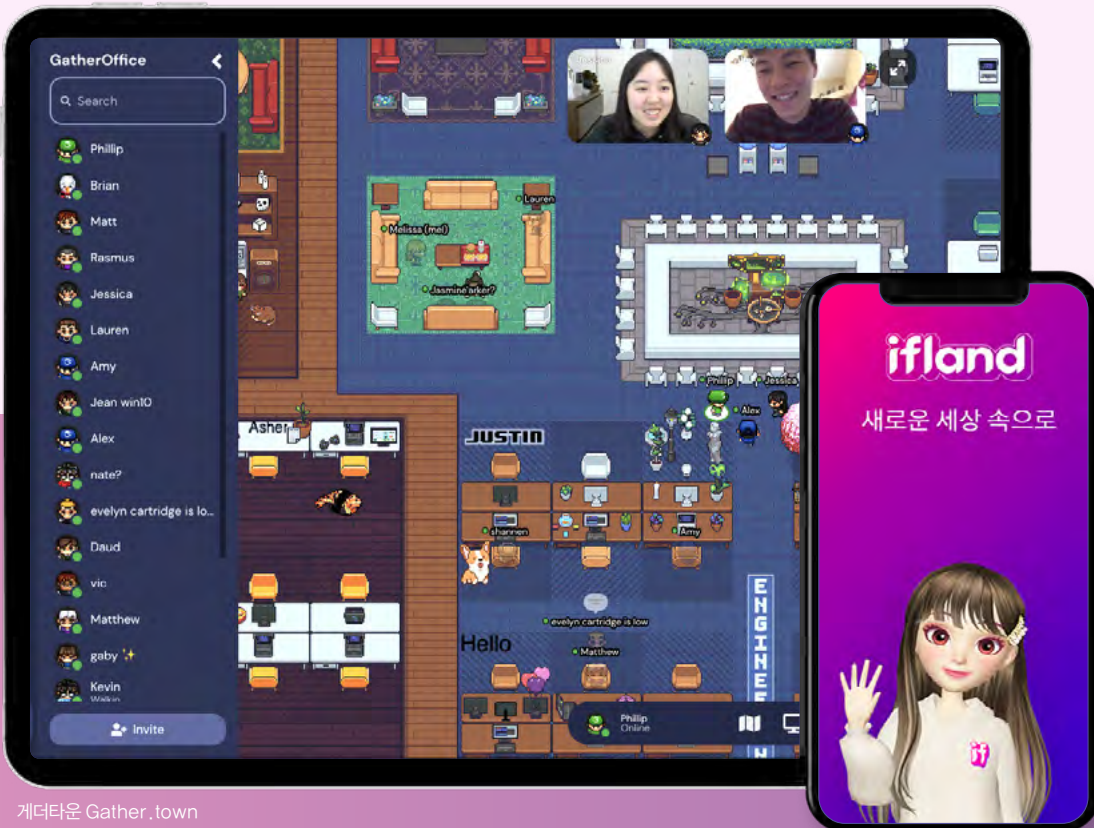 GatherOffice
Search
Phillip
Brian
Matt
Rasmus
Jessica
Lauren
Amy
Jean win10
Alex
nate?
evelyn cartridge is lo...
Daud
vic
Matthew
gaby ✨
Kevin
Walkin
Invite
Lauren
Melissa (mel)
Jasmine arker?
Phillip
Jessica
Alex
Asher
JUSTIN
shannen
Amy
evelyn cartridge is low
Hello
Matthew
Phillip
Online
ifland
새로운 세상 속으로
if
게더타운 Gather.town